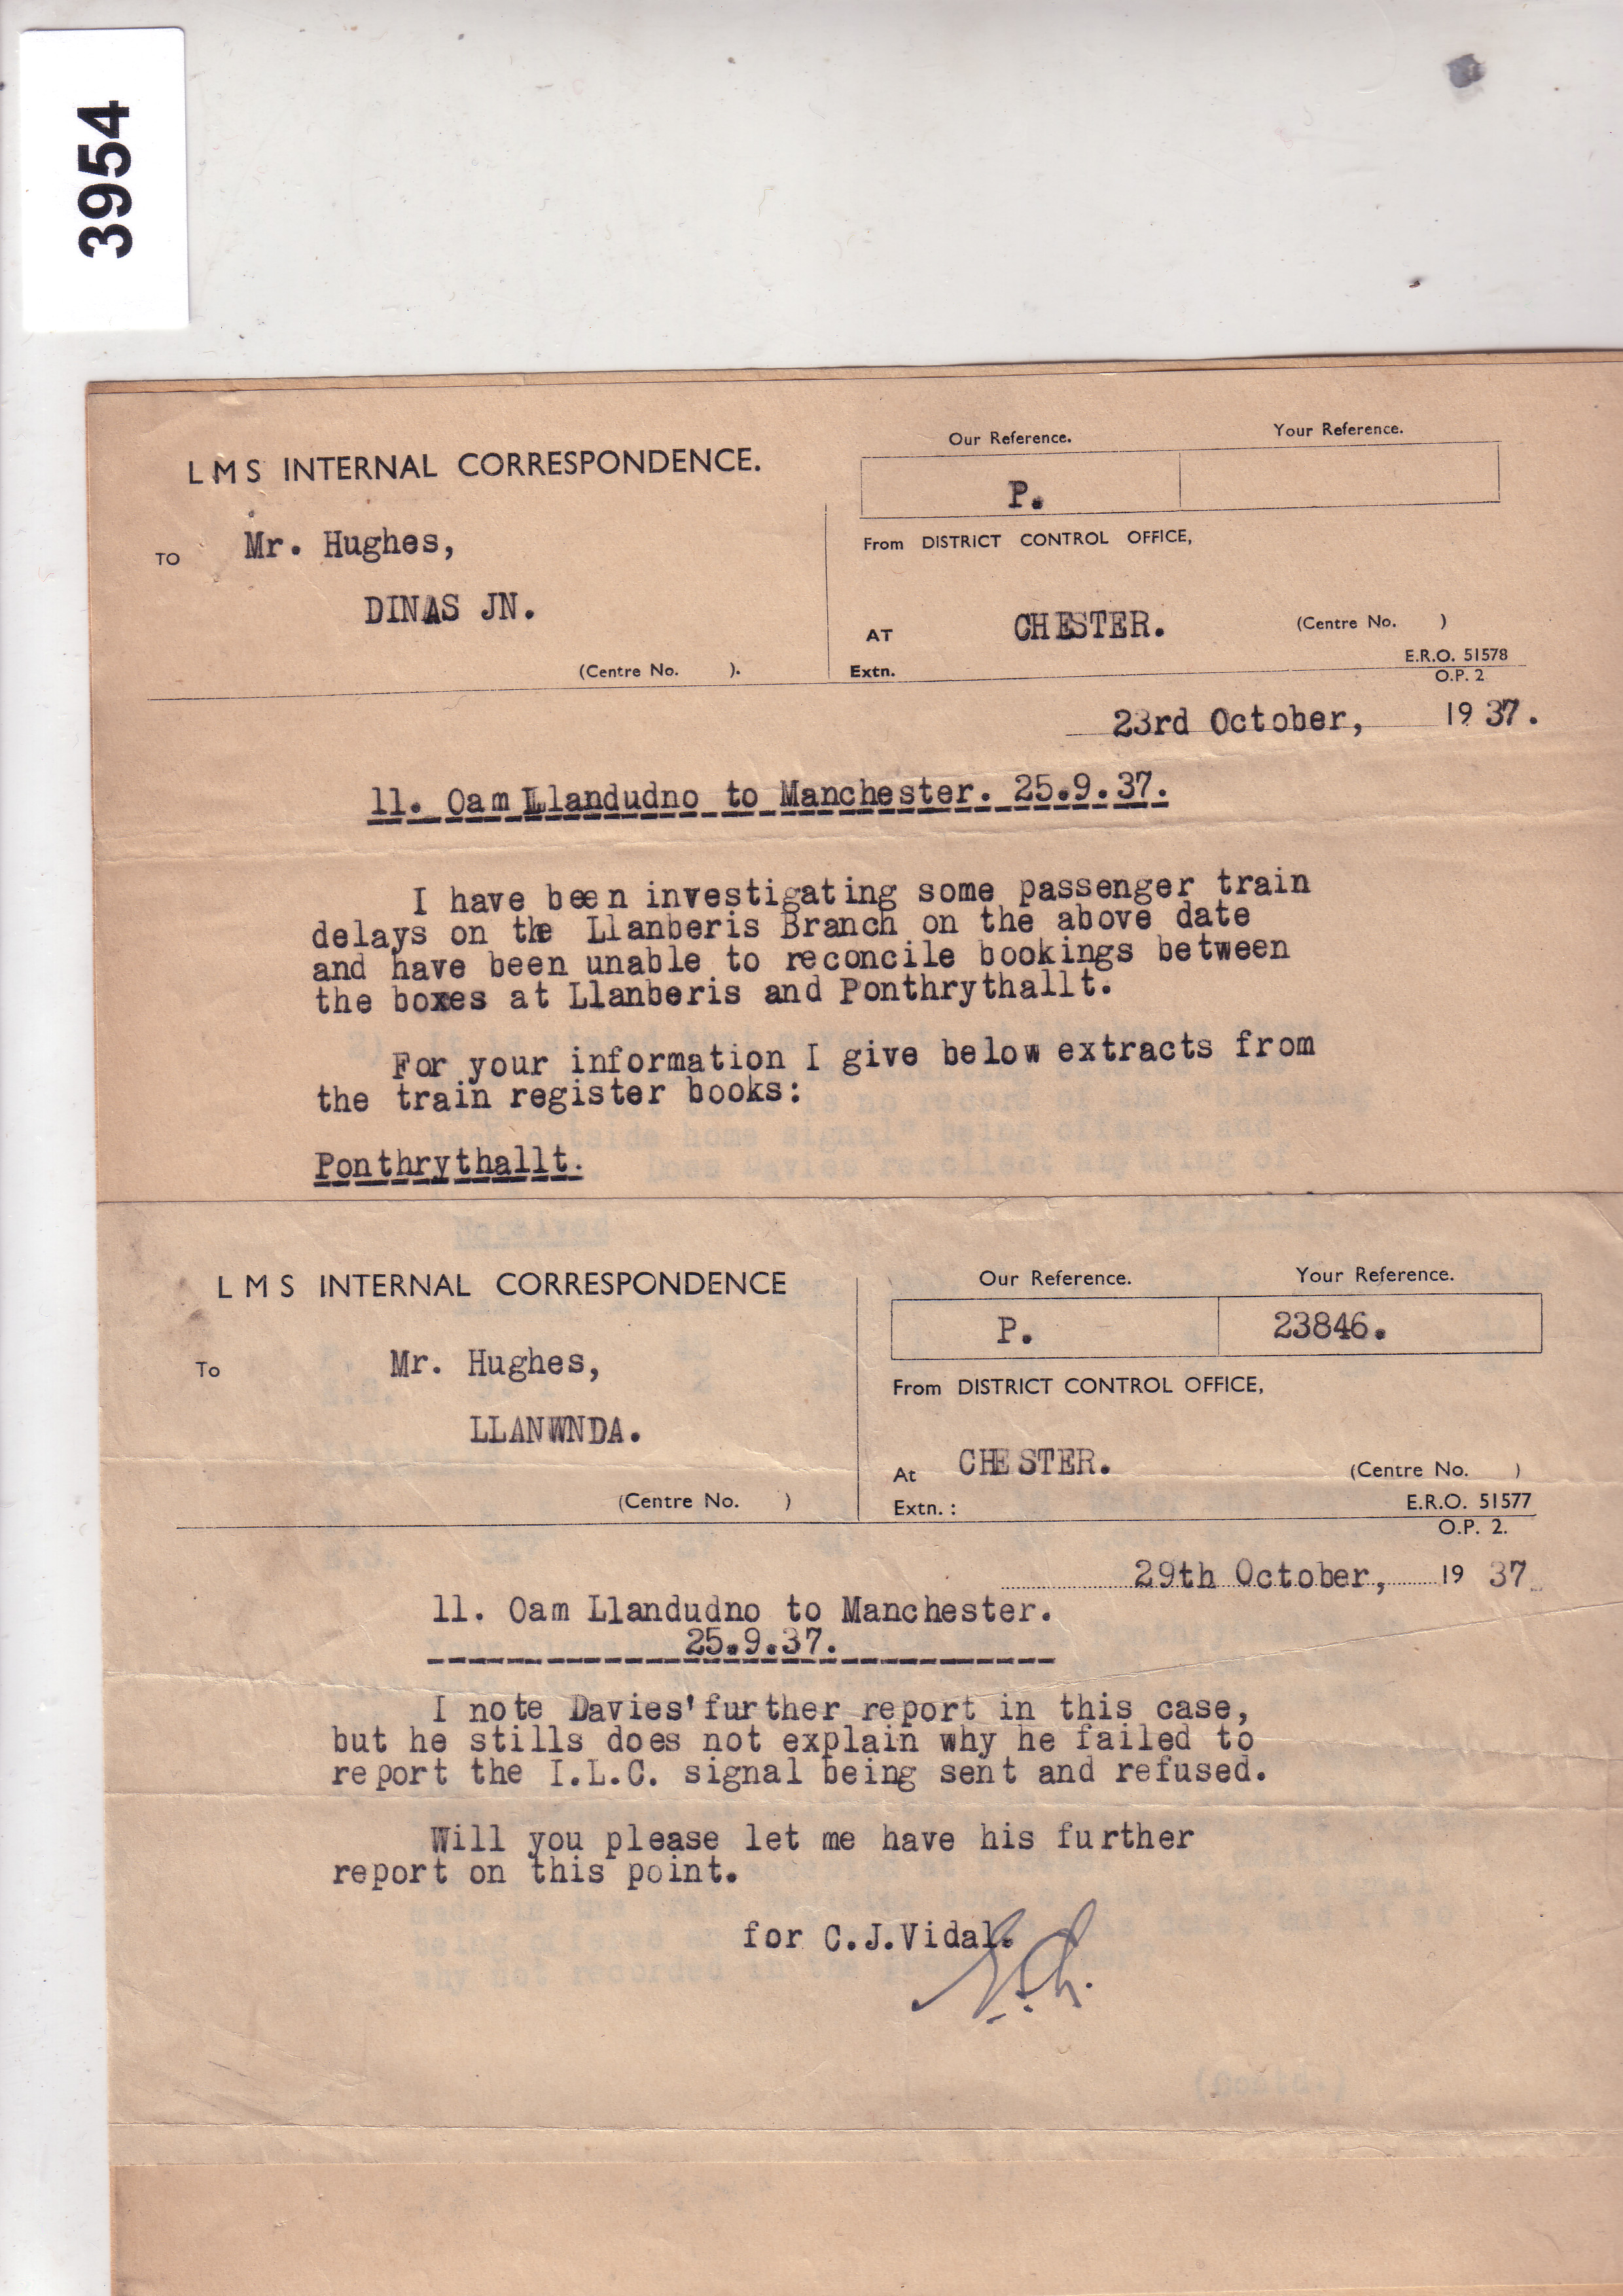 3954
LMS INTERNAL CORRESPONDENCE.
Our Reference.
Your Reference.
P.
TO Mr. Hughes,
DINAS JN.
(Centre No. ).
From DISTRICT CONTROL OFFICE,
AT CHESTER. (Centre No. )
Extn.
E.R.O. 51578
O.P. 2
23rd October, 1937.
11. 0am Llandudno to Manchester. 25.9.37.
I have been investigating some passenger train
delays on the Llanberis Branch on the above date
and have been unable to reconcile bookings between
the boxes at Llanberis and Ponthrythallt.
For your information I give below extracts from
the train register books:
Ponthrythallt.
LMS INTERNAL CORRESPONDENCE
Our Reference.
Your Reference.
P.
23846.
To Mr. Hughes,
LLANWNDA.
(Centre No. )
From DISTRICT CONTROL OFFICE,
At CHESTER. (Centre No. )
Extn. :
E.R.O. 51577
O.P. 2.
29th October, 1937
11. 0am Llandudno to Manchester.
25.9.37.
I note Davies' further report in this case,
but he stills does not explain why he failed to
report the I.L.C. signal being sent and refused.
Will you please let me have his further
report on this point.
for C.J.Vidal.